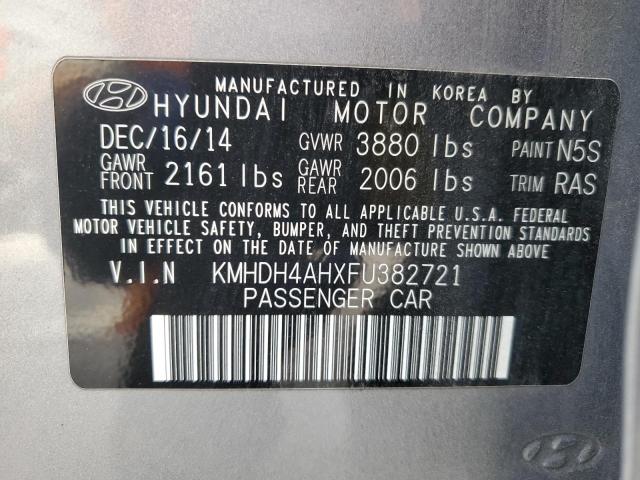 MANUFACTURED IN KOREA BY
HYUNDAI MOTOR COMPANY
DEC/16/14 GVWR 3880 lbs PAINT N5S
GAWR FRONT 2161 lbs GAWR REAR 2006 lbs TRIM RAS
THIS VEHICLE CONFORMS TO ALL APPLICABLE U.S.A. FEDERAL
MOTOR VEHICLE SAFETY, BUMPER, AND THEFT PREVENTION STANDARDS
IN EFFECT ON THE DATE OF MANUFACTURE SHOWN ABOVE.
V.I.N KMHDH4AHXFU382721
PASSENGER CAR